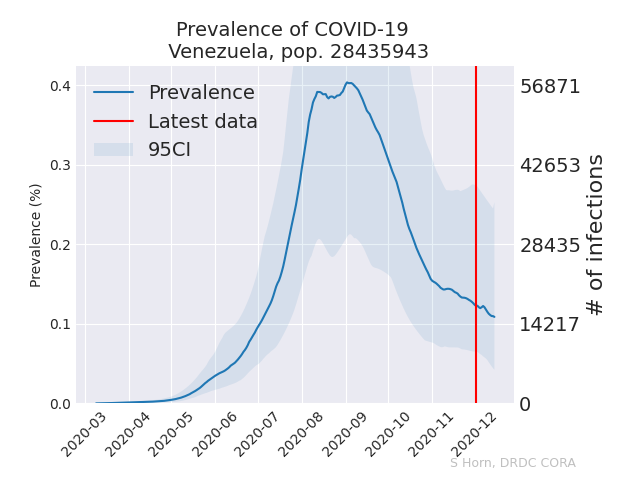 Prevalence of COVID-19
Venezuela, pop. 28435943
Prevalence
Latest data
95CI
Prevalence (%)
0.4
0.3
0.2
0.1
0.0
56871
42653
28435
14217
0
# of infections
2020-03
2020-04
2020-05
2020-06
2020-07
2020-08
2020-09
2020-10
2020-11
2020-12
S Horn, DRDC CORA